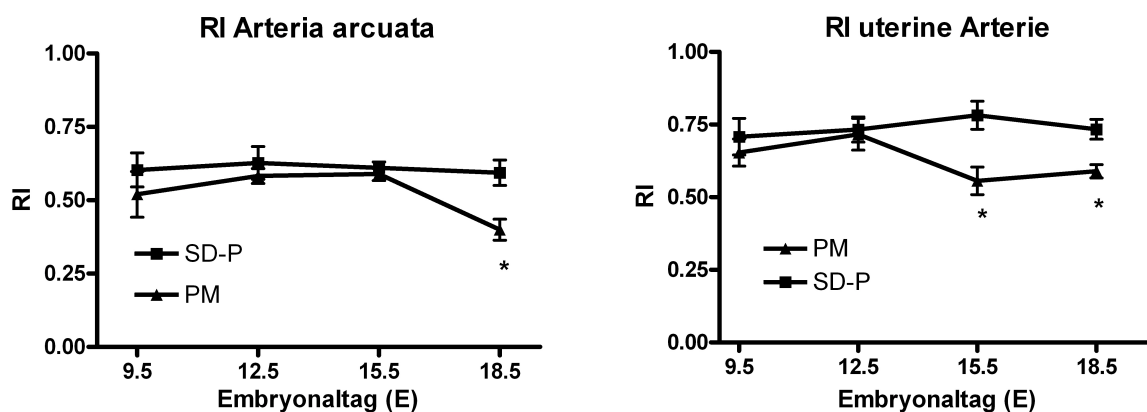 RI Arteria arcuata
1.00
0.75
0.50
0.25
0.00
RI
SD-P
PM
*
9.5 12.5 15.5 18.5
Embryonaltag (E)
RI uterine Arterie
1.00
0.75
0.50
0.25
0.00
RI
* *
PM
SD-P
9.5 12.5 15.5 18.5
Embryonaltag (E)